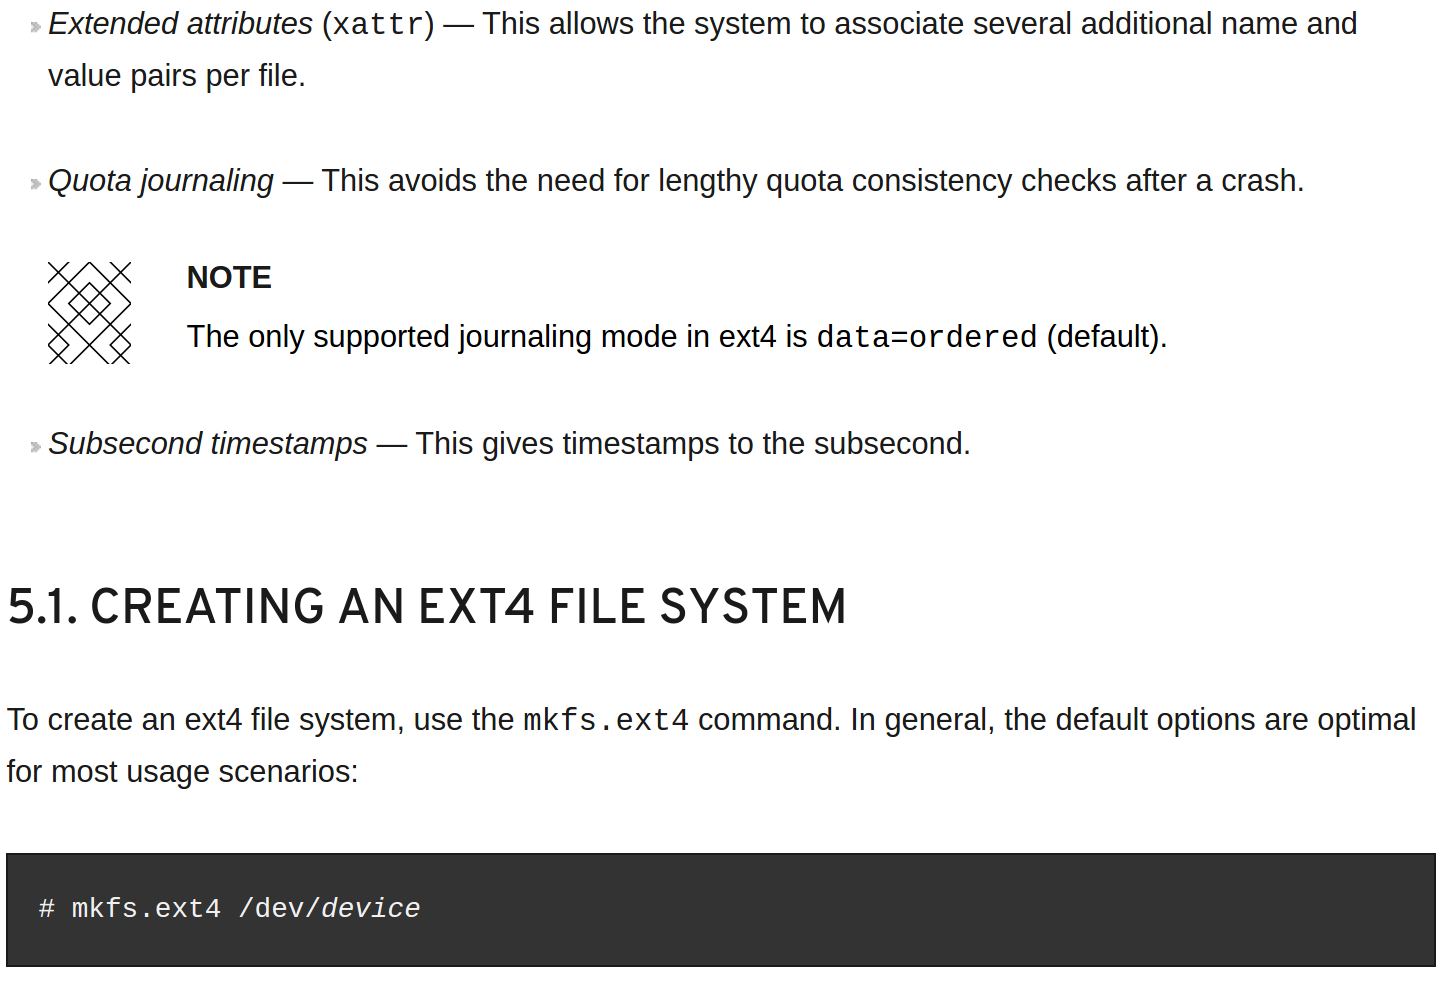 Extended attributes (xattr) — This allows the system to associate several additional name and
value pairs per file.
Quota journaling — This avoids the need for lengthy quota consistency checks after a crash.
NOTE
The only supported journaling mode in ext4 is data=ordered (default).
Subsecond timestamps — This gives timestamps to the subsecond.
5.1. CREATING AN EXT4 FILE SYSTEM
To create an ext4 file system, use the mkfs.ext4 command. In general, the default options are optimal
for most usage scenarios:
# mkfs.ext4 /dev/device